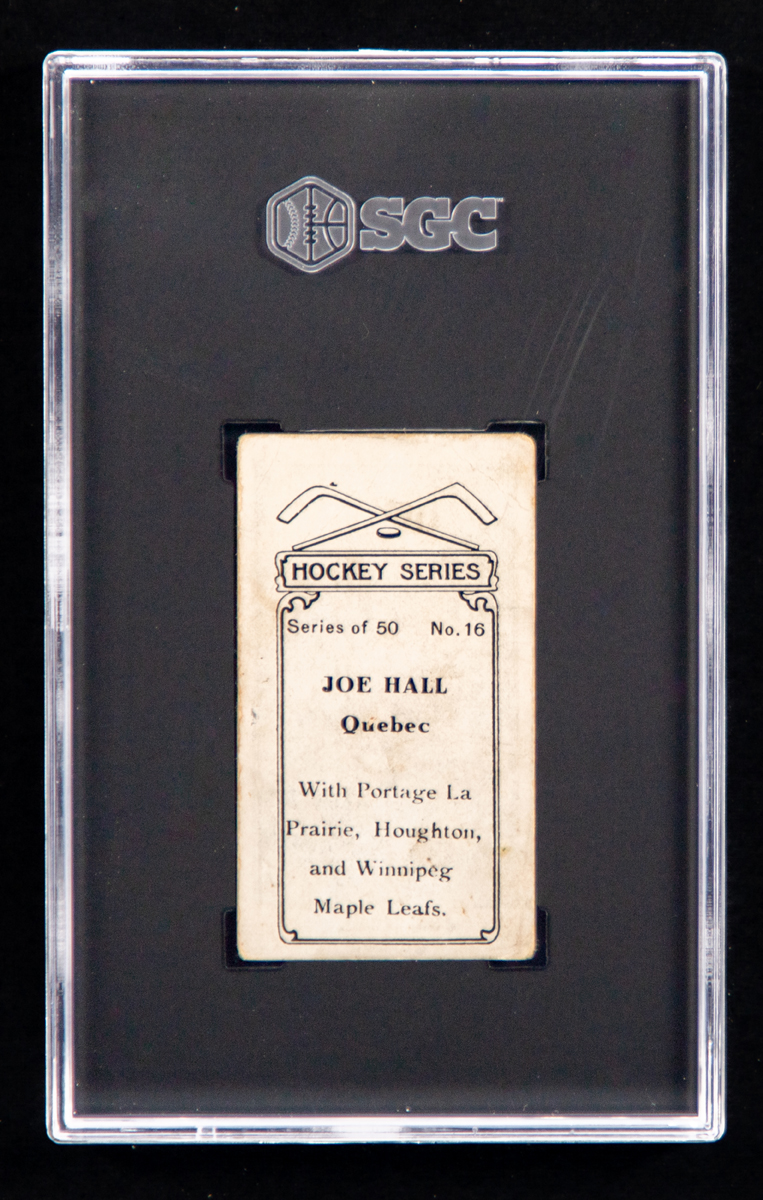 SGC
HOCKEY SERIES
Series of 50 No. 16
JOE HALL
Quebec
With Portage La
Prairie, Houghton,
and Winnipeg
Maple Leafs.